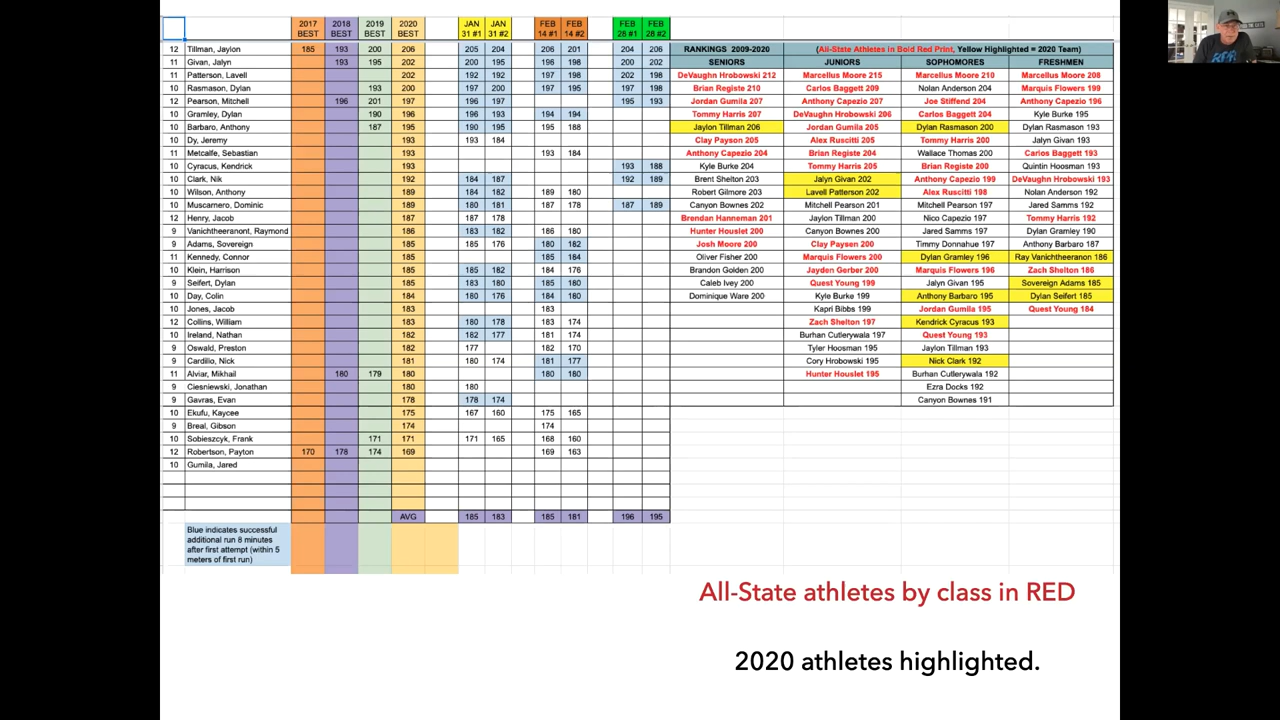 2017 BEST 2018 BEST 2019 BEST 2020 BEST JAN 31 #1 JAN 31 #2 FEB 14 #1 FEB 14 #2 FEB 28 #1 FEB 28 #2
12 Tillman, Jaylon 185 193 200 206 205 204 206 201 204 206 RANKINGS 2009-2020 (All-State Athletes in Bold Red Print, Yellow Highlighted = 2020 Team)
11 Givan, Jalyn 193 195 202 200 195 196 198 200 202 SENIORS JUNIORS SOPHOMORES FRESHMEN
11 Patterson, Lavell 202 192 192 197 198 202 198 DeVaughn Hrobowski 212 Marcellus Moore 215 Marcellus Moore 210 Marcellus Moore 208
10 Rasmason, Dylan 193 200 197 200 197 195 197 198 Brian Registe 210 Carlos Baggett 209 Nolan Anderson 204 Marquis Flowers 199
12 Pearson, Mitchell 196 201 197 196 197 195 193 Jordan Gumila 207 Anthony Capezio 207 Joe Stiffend 204 Anthony Capezio 196
10 Gramley, Dylan 190 196 196 193 194 194 Tommy Harris 207 DeVaughn Hrobowski 206 Carlos Baggett 204 Kyle Burke 195
10 Barbaro, Anthony 187 195 190 195 195 188 Jaylon Tillman 206 Jordan Gumila 205 Dylan Rasmason 200 Dylan Rasmason 193
10 Dy, Jeremy 193 193 184 Clay Payson 205 Alex Ruscitti 205 Tommy Harris 200 Jalyn Givan 193
11 Metcalfe, Sebastian 193 193 184 Anthony Capezio 204 Brian Registe 204 Wallace Thomas 200 Carlos Baggett 193
10 Cyracus, Kendrick 193 193 188 Kyle Burke 204 Tommy Harris 205 Brian Registe 200 Quintin Hoosman 193
10 Clark, Nik 192 184 187 192 189 Brent Shelton 203 Jalyn Givan 202 Anthony Capezio 199 DeVaughn Hrobowski 193
10 Wilson, Anthony 189 184 182 189 180 Robert Gilmore 203 Lavell Patterson 202 Alex Ruscitti 198 Nolan Anderson 192
10 Muscarnero, Dominic 189 180 181 187 178 187 189 Canyon Bownes 202 Mitchell Pearson 201 Mitchell Pearson 197 Jared Samms 192
12 Henry, Jacob 187 187 178 Brendan Hanneman 201 Jaylon Tillman 200 Nico Capezio 197 Tommy Harris 192
9 Vanichtheeranont, Raymond 186 183 182 186 180 Hunter Houslet 200 Canyon Bownes 200 Jared Samms 197 Dylan Gramley 190
9 Adams, Sovereign 185 185 176 180 182 Josh Moore 200 Clay Paysen 200 Timmy Donnahue 197 Anthony Barbaro 187
11 Kennedy, Connor 185 185 184 Oliver Fisher 200 Marquis Flowers 200 Dylan Gramley 196 Ray Vanichtheeranon 186
10 Klein, Harrison 185 185 182 184 176 Brandon Golden 200 Jayden Gerber 200 Marquis Flowers 196 Zach Shelton 186
9 Seifert, Dylan 185 183 180 185 180 Caleb Ivey 200 Quest Young 199 Jalyn Givan 195 Sovereign Adams 185
10 Day, Colin 184 180 176 184 180 Dominique Ware 200 Kyle Burke 199 Anthony Barbaro 195 Dylan Seifert 185
10 Jones, Jacob 183 183 Kapri Bibbs 199 Jordan Gumila 195 Quest Young 184
12 Collins, William 183 180 178 183 174 Zach Shelton 197 Kendrick Cyracus 193
10 Ireland, Nathan 182 182 177 181 174 Burhan Cutlerywala 197 Quest Young 193
9 Oswald, Preston 182 177 182 170 Tyler Hoosman 195 Jaylon Tillman 193
9 Cardillo, Nick 181 180 174 181 177 Cory Hrobowski 195 Nick Clark 192
11 Alviar, Mikhail 180 179 180 180 180 Hunter Houslet 195 Burhan Cutlerywala 192
9 Ciesniewski, Jonathan 180 180 Ezra Docks 192
9 Gavras, Evan 178 178 174 Canyon Bownes 191
10 Ekufu, Kaycee 175 167 160 175 165
9 Breal, Gibson 174 174
10 Sobieszcyk, Frank 171 171 171 165 168 160
12 Robertson, Payton 170 178 174 169 169 163
10 Gumila, Jared
AVG 185 183 185 181 196 195
Blue indicates successful
additional run 8 minutes
after first attempt (within 5
meters of first run)
All-State athletes by class in RED
2020 athletes highlighted.